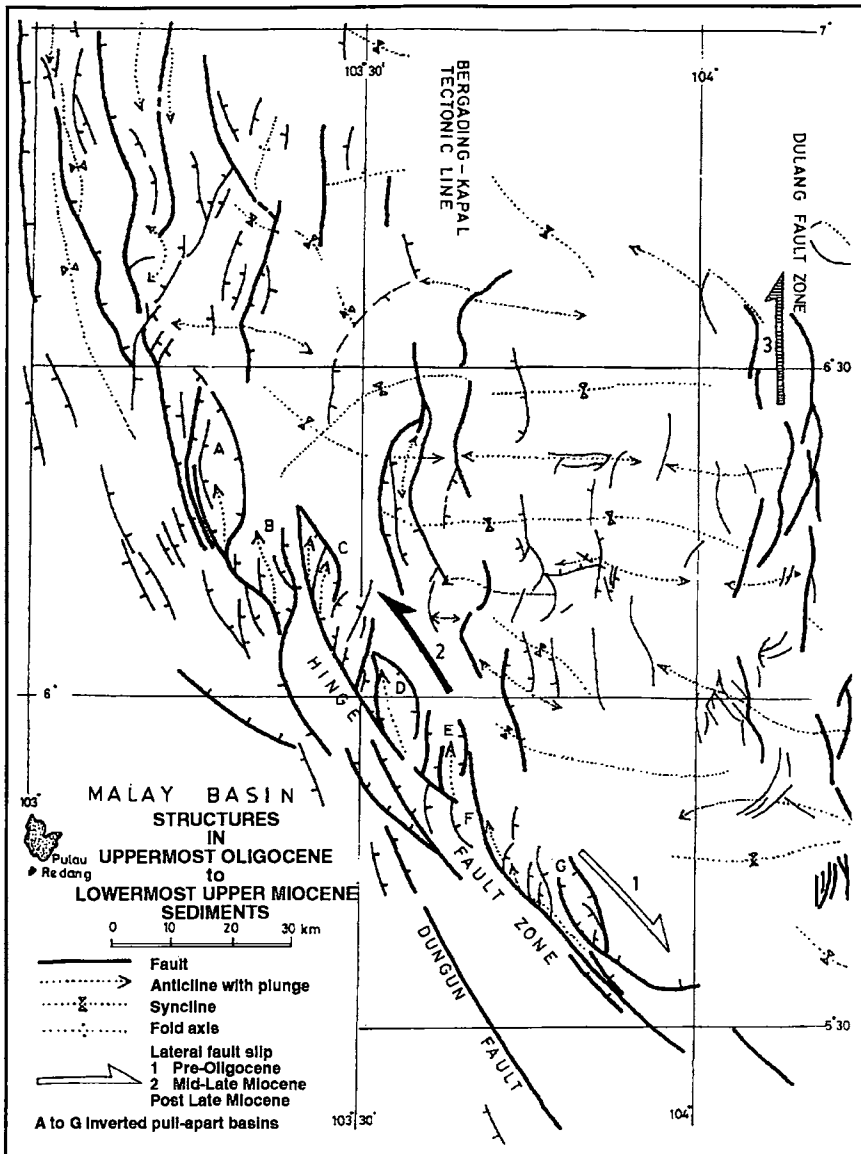 7°
103° 30'
104°
BERGADING-KAPAL
TECTONIC LINE
DULANG FAULT ZONE
3
6° 30
A
A
B
A
C
A
2
HINGE
D
6°
E
A
F
FAULT
ZONE
G
1
103°
MALAY BASIN
STRUCTURES
IN
UPPERMOST OLIGOCENE
to
LOWERMOST UPPER MIOCENE
SEDIMENTS
Pulau
Redang
0 10 20 30 km
Fault
Anticline with plunge
Syncline
Fold axis
Lateral fault slip
1 Pre-Oligocene
2 Mid-Late Miocene
Post Late Miocene
A to G Inverted pull-apart basins
DUNGUN FAULT
5° 30
103° 30'
104°